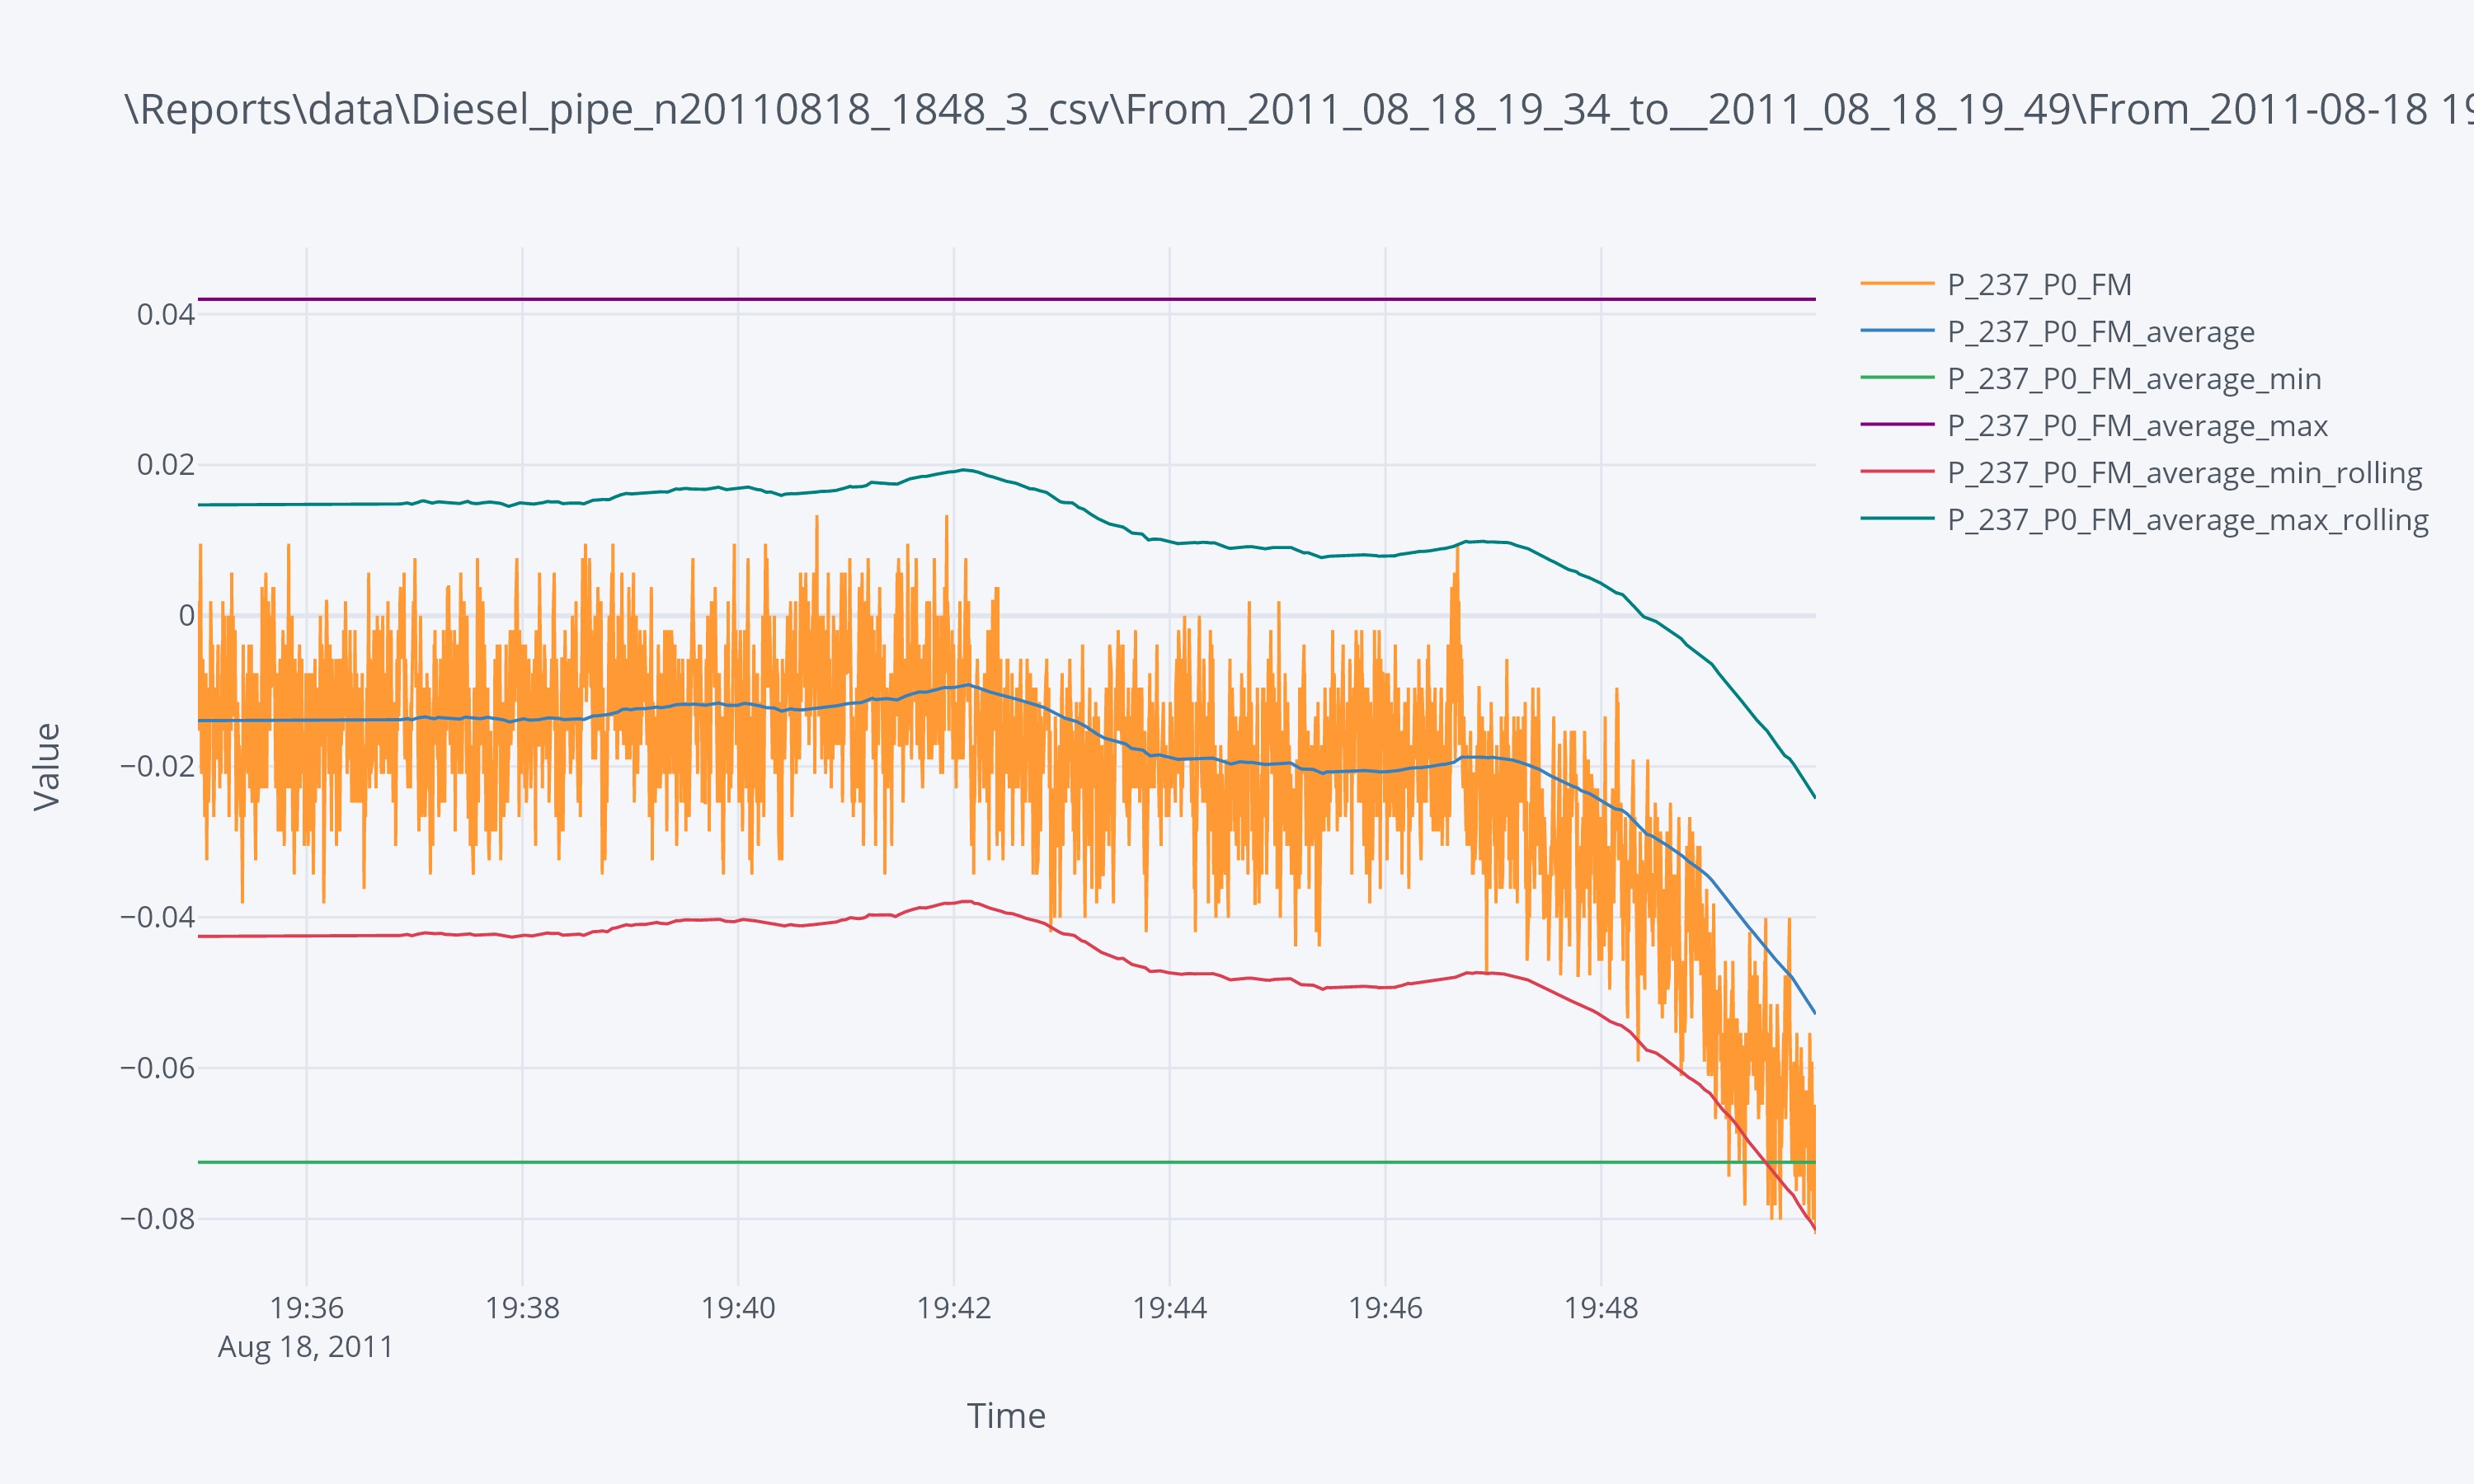 \Reports\data\Diesel_pipe_n20110818_1848_3_csv\From_2011_08_18_19_34_to__2011_08_18_19_49\From_2011-08-18 19
P_237_P0_FM
P_237_P0_FM_average
P_237_P0_FM_average_min
P_237_P0_FM_average_max
P_237_P0_FM_average_min_rolling
P_237_P0_FM_average_max_rolling
0.04
0.02
0
−0.02
−0.04
−0.06
−0.08
Value
19:36 19:38 19:40 19:42 19:44 19:46 19:48
Aug 18, 2011
Time